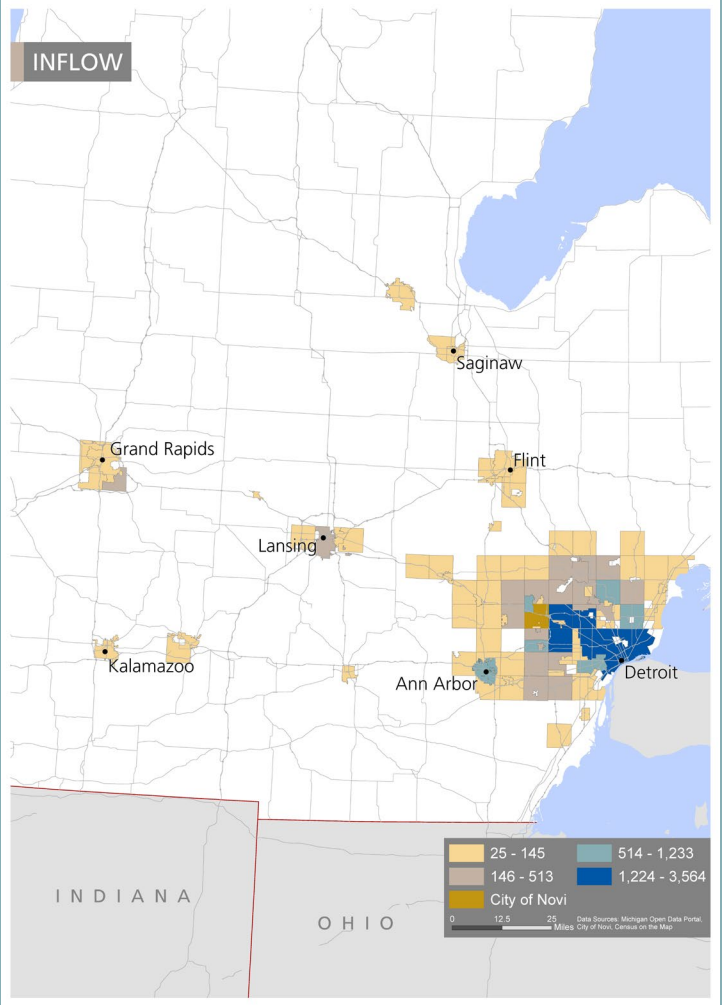 INFLOW
Saginaw
Grand Rapids
Flint
Lansing
Kalamazoo
Ann Arbor
Detroit
25 - 145
514 - 1,233
146 - 513
1,224 - 3,564
City of Novi
0 12.5 25
Miles
Data Sources: Michigan Open Data Portal,
City of Novi, Census on the Map
INDIANA
OHIO